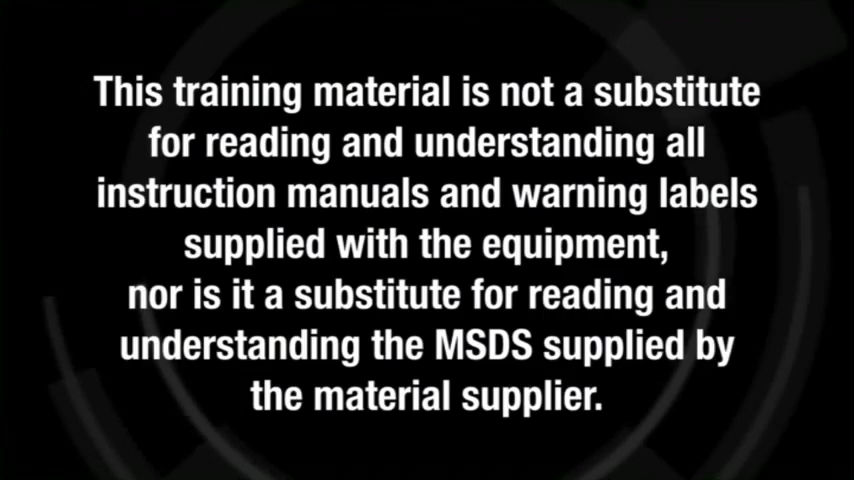 This training material is not a substitute
for reading and understanding all
instruction manuals and warning labels
supplied with the equipment,
nor is it a substitute for reading and
understanding the MSDS supplied by
the material supplier.